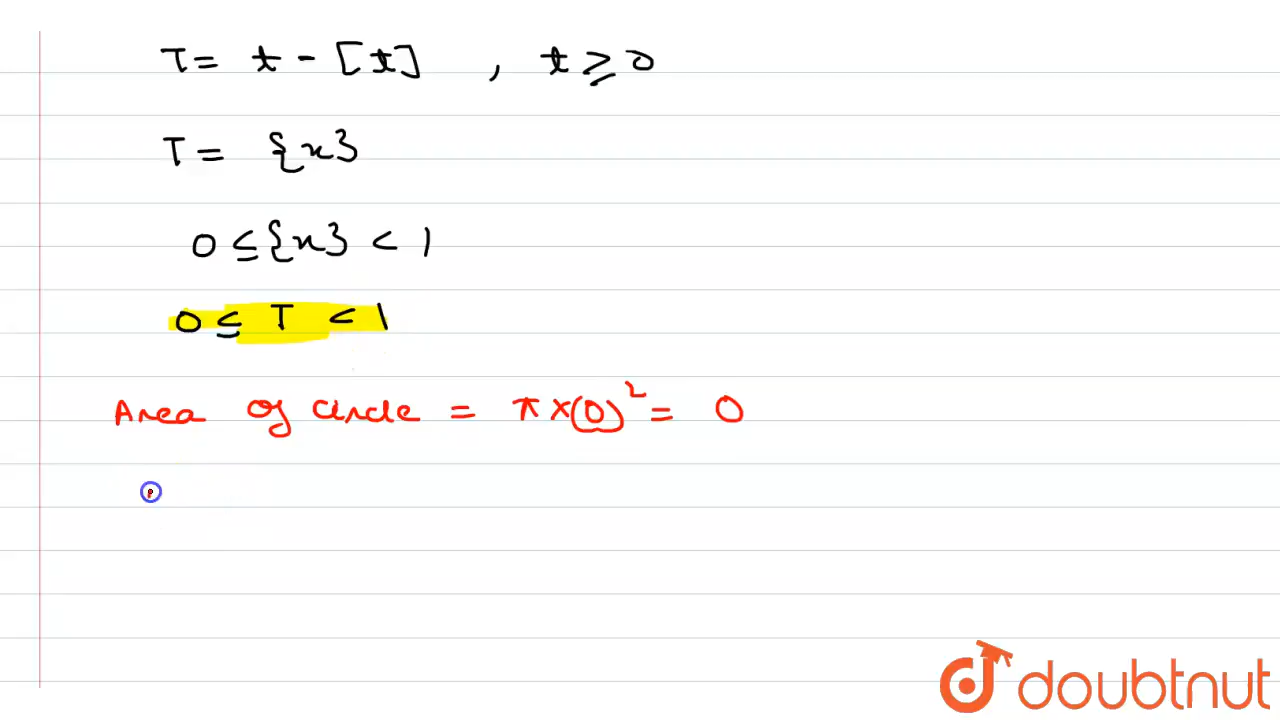 T = t - [t] , t ≥ 0
T = {x}
0 ≤ {x} < 1
0 ≤ T < 1
Area of circle = π × (0)² = 0
doubtnut